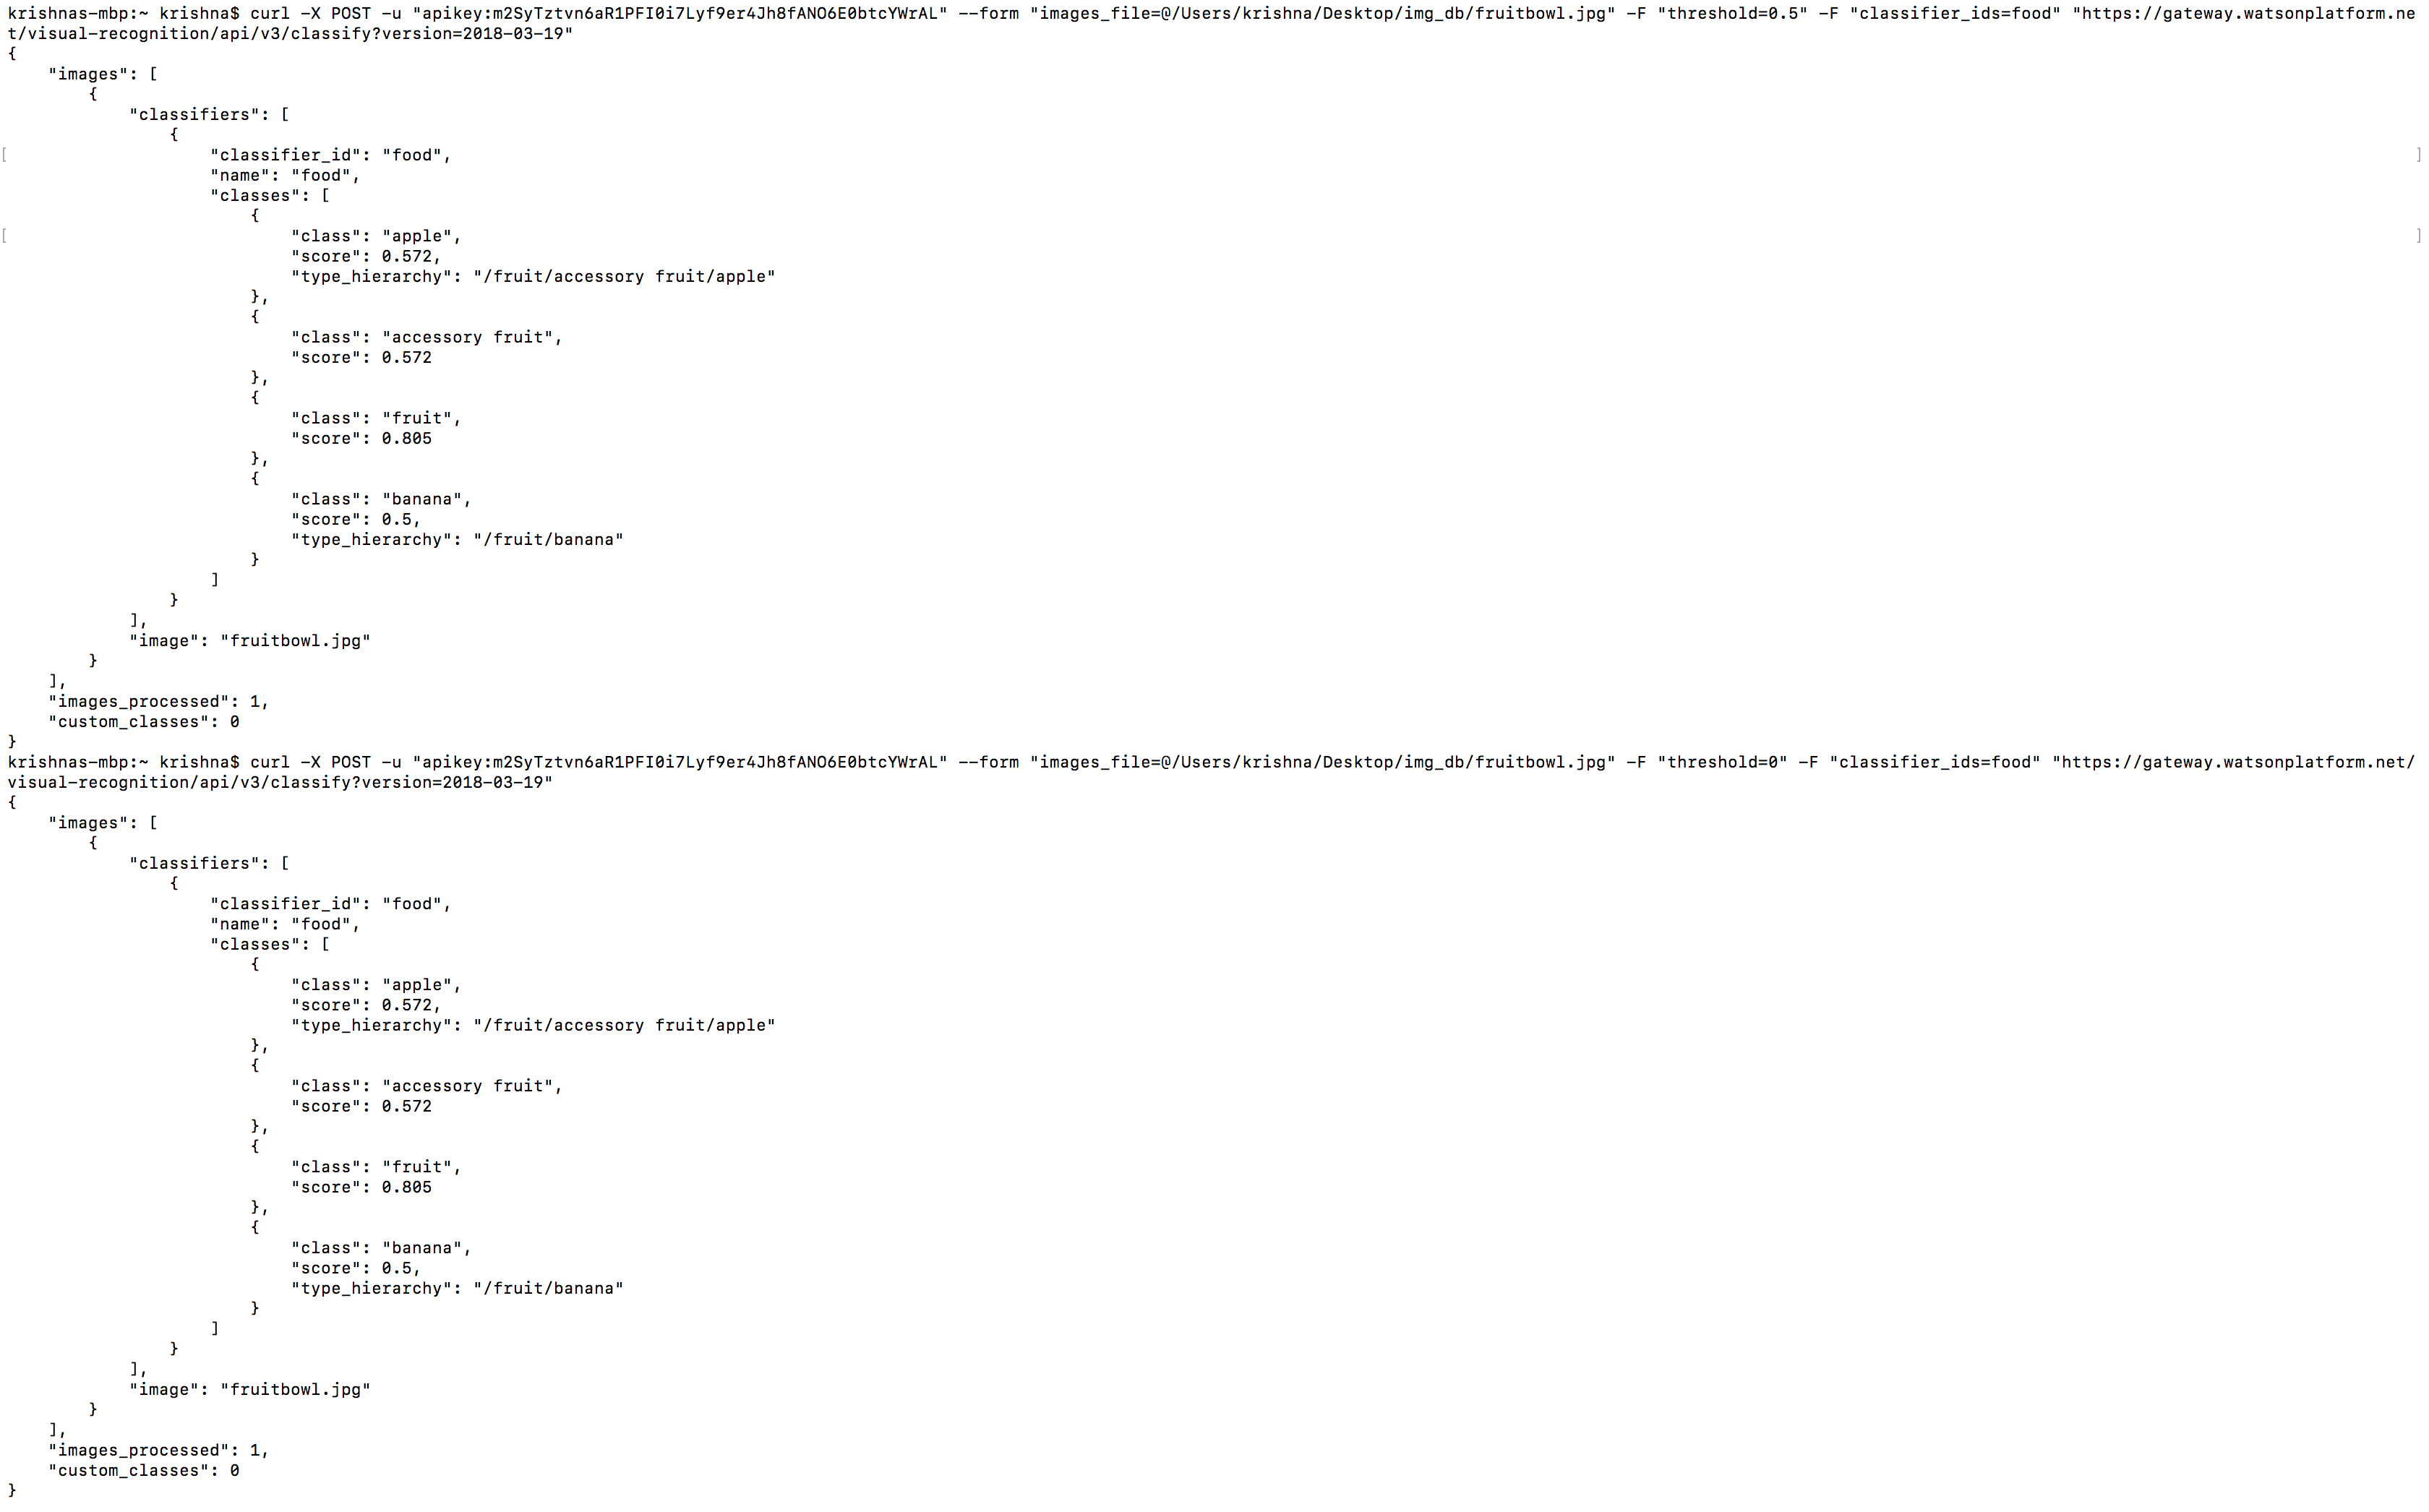 krishnas-mbp:~ krishna$ curl -X POST -u "apikey:m2SyTztvn6aR1PFI0i7Lyf9er4Jh8fANO6E0btcYWrAL" --form "images_file=@/Users/krishna/Desktop/img_db/fruitbowl.jpg" -F "threshold=0.5" -F "classifier_ids=food" "https://gateway.watsonplatform.ne
t/visual-recognition/api/v3/classify?version=2018-03-19"
{
    "images": [
        {
            "classifiers": [
                {
[                    "classifier_id": "food",                    ]
                    "name": "food",
                    "classes": [
                        {
[                            "class": "apple",                    ]
                            "score": 0.572,
                            "type_hierarchy": "/fruit/accessory fruit/apple"
                        },
                        {
                            "class": "accessory fruit",
                            "score": 0.572
                        },
                        {
                            "class": "fruit",
                            "score": 0.805
                        },
                        {
                            "class": "banana",
                            "score": 0.5,
                            "type_hierarchy": "/fruit/banana"
                        }
                    ]
                }
            ],
            "image": "fruitbowl.jpg"
        }
    ],
    "images_processed": 1,
    "custom_classes": 0
}
krishnas-mbp:~ krishna$ curl -X POST -u "apikey:m2SyTztvn6aR1PFI0i7Lyf9er4Jh8fANO6E0btcYWrAL" --form "images_file=@/Users/krishna/Desktop/img_db/fruitbowl.jpg" -F "threshold=0" -F "classifier_ids=food" "https://gateway.watsonplatform.net/
visual-recognition/api/v3/classify?version=2018-03-19"
{
    "images": [
        {
            "classifiers": [
                {
                    "classifier_id": "food",
                    "name": "food",
                    "classes": [
                        {
                            "class": "apple",
                            "score": 0.572,
                            "type_hierarchy": "/fruit/accessory fruit/apple"
                        },
                        {
                            "class": "accessory fruit",
                            "score": 0.572
                        },
                        {
                            "class": "fruit",
                            "score": 0.805
                        },
                        {
                            "class": "banana",
                            "score": 0.5,
                            "type_hierarchy": "/fruit/banana"
                        }
                    ]
                }
            ],
            "image": "fruitbowl.jpg"
        }
    ],
    "images_processed": 1,
    "custom_classes": 0
}